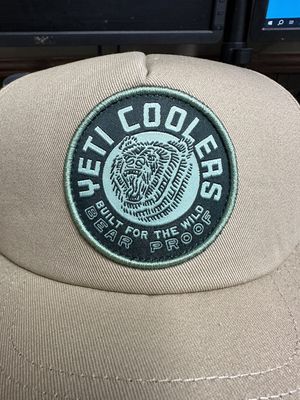 YETI COOLERS
BUILT FOR THE WILD
BEAR PROOF